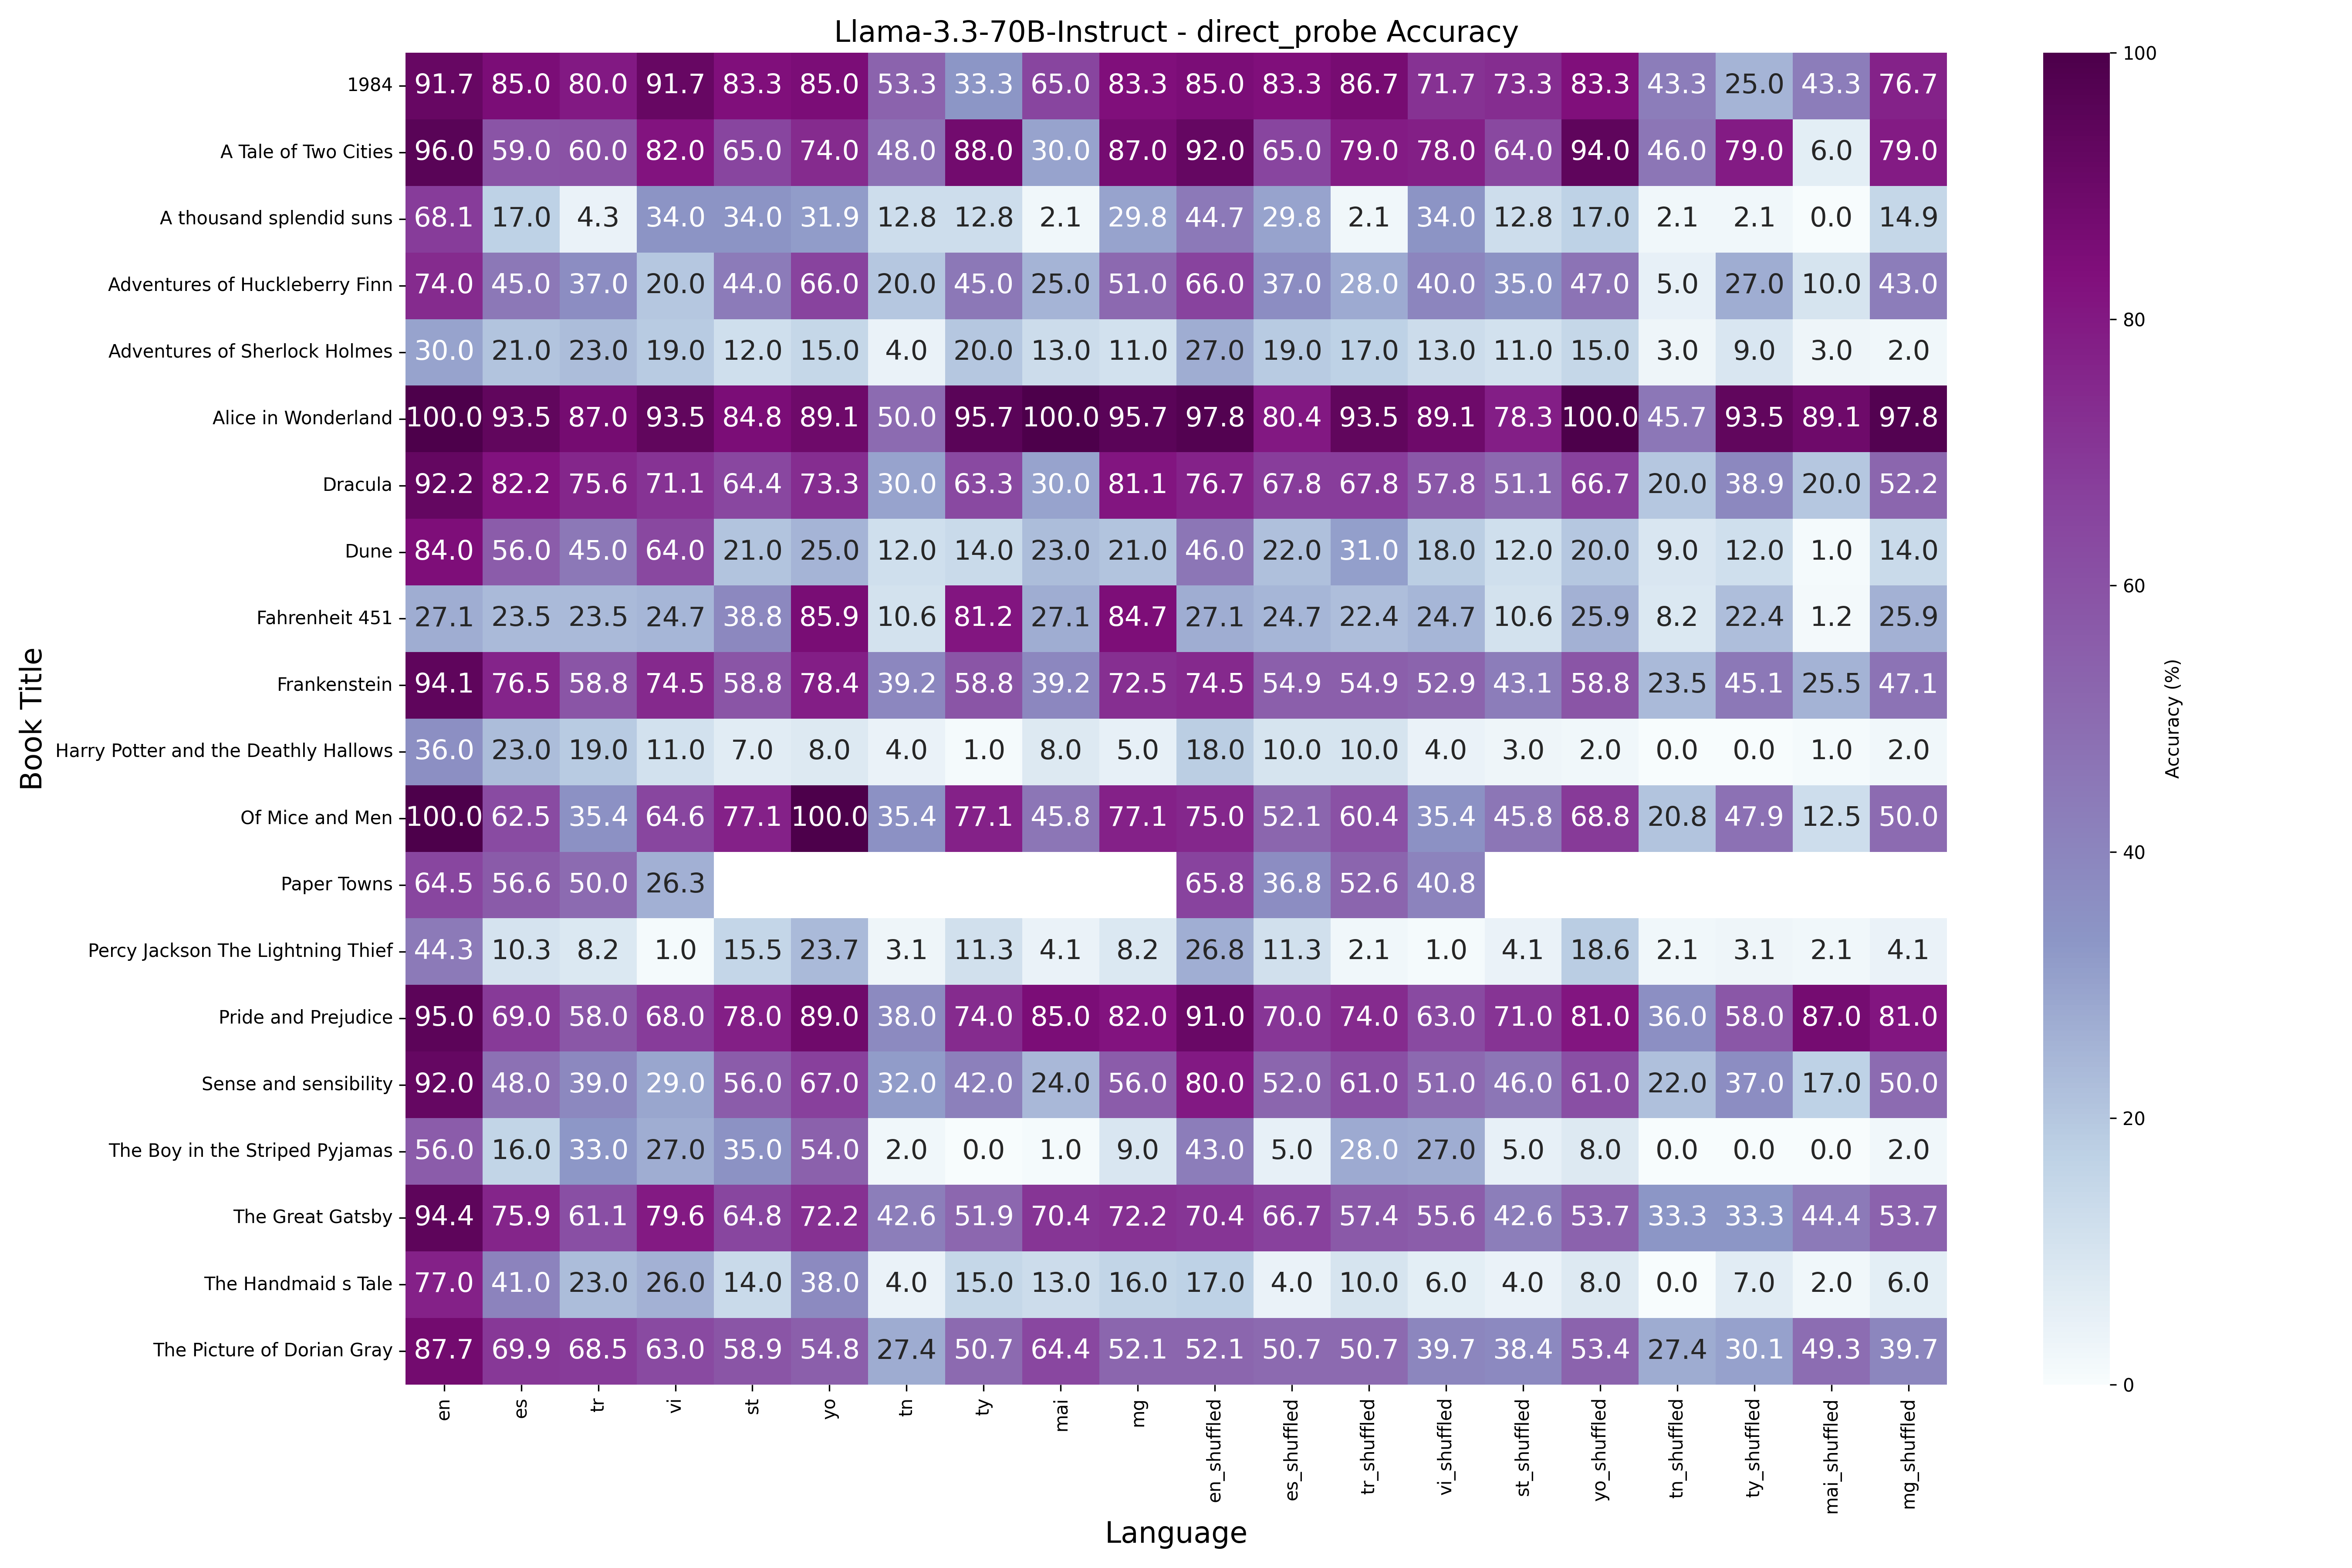 Llama-3.3-70B-Instruct - direct_probe Accuracy
Book Title
1984 91.7 85.0 80.0 91.7 83.3 85.0 53.3 33.3 65.0 83.3 85.0 83.3 86.7 71.7 73.3 83.3 43.3 25.0 43.3 76.7
A Tale of Two Cities 96.0 59.0 60.0 82.0 65.0 74.0 48.0 88.0 30.0 87.0 92.0 65.0 79.0 78.0 64.0 94.0 46.0 79.0 6.0 79.0
A thousand splendid suns 68.1 17.0 4.3 34.0 34.0 31.9 12.8 12.8 2.1 29.8 44.7 29.8 2.1 34.0 12.8 17.0 2.1 2.1 0.0 14.9
Adventures of Huckleberry Finn 74.0 45.0 37.0 20.0 44.0 66.0 20.0 45.0 25.0 51.0 66.0 37.0 28.0 40.0 35.0 47.0 5.0 27.0 10.0 43.0
Adventures of Sherlock Holmes 30.0 21.0 23.0 19.0 12.0 15.0 4.0 20.0 13.0 11.0 27.0 19.0 17.0 13.0 11.0 15.0 3.0 9.0 3.0 2.0
Alice in Wonderland 100.0 93.5 87.0 93.5 84.8 89.1 50.0 95.7 100.0 95.7 97.8 80.4 93.5 89.1 78.3 100.0 45.7 93.5 89.1 97.8
Dracula 92.2 82.2 75.6 71.1 64.4 73.3 30.0 63.3 30.0 81.1 76.7 67.8 67.8 57.8 51.1 66.7 20.0 38.9 20.0 52.2
Dune 84.0 56.0 45.0 64.0 21.0 25.0 12.0 14.0 23.0 21.0 46.0 22.0 31.0 18.0 12.0 20.0 9.0 12.0 1.0 14.0
Fahrenheit 451 27.1 23.5 23.5 24.7 38.8 85.9 10.6 81.2 27.1 84.7 27.1 24.7 22.4 24.7 10.6 25.9 8.2 22.4 1.2 25.9
Frankenstein 94.1 76.5 58.8 74.5 58.8 78.4 39.2 58.8 39.2 72.5 74.5 54.9 54.9 52.9 43.1 58.8 23.5 45.1 25.5 47.1
Harry Potter and the Deathly Hallows 36.0 23.0 19.0 11.0 7.0 8.0 4.0 1.0 8.0 5.0 18.0 10.0 10.0 4.0 3.0 2.0 0.0 0.0 1.0 2.0
Of Mice and Men 100.0 62.5 35.4 64.6 77.1 100.0 35.4 77.1 45.8 77.1 75.0 52.1 60.4 35.4 45.8 68.8 20.8 47.9 12.5 50.0
Paper Towns 64.5 56.6 50.0 26.3 65.8 36.8 52.6 40.8
Percy Jackson The Lightning Thief 44.3 10.3 8.2 1.0 15.5 23.7 3.1 11.3 4.1 8.2 26.8 11.3 2.1 1.0 4.1 18.6 2.1 3.1 2.1 4.1
Pride and Prejudice 95.0 69.0 58.0 68.0 78.0 89.0 38.0 74.0 85.0 82.0 91.0 70.0 74.0 63.0 71.0 81.0 36.0 58.0 87.0 81.0
Sense and sensibility 92.0 48.0 39.0 29.0 56.0 67.0 32.0 42.0 24.0 56.0 80.0 52.0 61.0 51.0 46.0 61.0 22.0 37.0 17.0 50.0
The Boy in the Striped Pyjamas 56.0 16.0 33.0 27.0 35.0 54.0 2.0 0.0 1.0 9.0 43.0 5.0 28.0 27.0 5.0 8.0 0.0 0.0 0.0 2.0
The Great Gatsby 94.4 75.9 61.1 79.6 64.8 72.2 42.6 51.9 70.4 72.2 70.4 66.7 57.4 55.6 42.6 53.7 33.3 33.3 44.4 53.7
The Handmaid s Tale 77.0 41.0 23.0 26.0 14.0 38.0 4.0 15.0 13.0 16.0 17.0 4.0 10.0 6.0 4.0 8.0 0.0 7.0 2.0 6.0
The Picture of Dorian Gray 87.7 69.9 68.5 63.0 58.9 54.8 27.4 50.7 64.4 52.1 52.1 50.7 50.7 39.7 38.4 53.4 27.4 30.1 49.3 39.7
en es tr vi st yo tn ty mai mg en_shuffled es_shuffled tr_shuffled vi_shuffled st_shuffled yo_shuffled tn_shuffled ty_shuffled mai_shuffled mg_shuffled
Language
100
80
60
40
20
0
Accuracy (%)